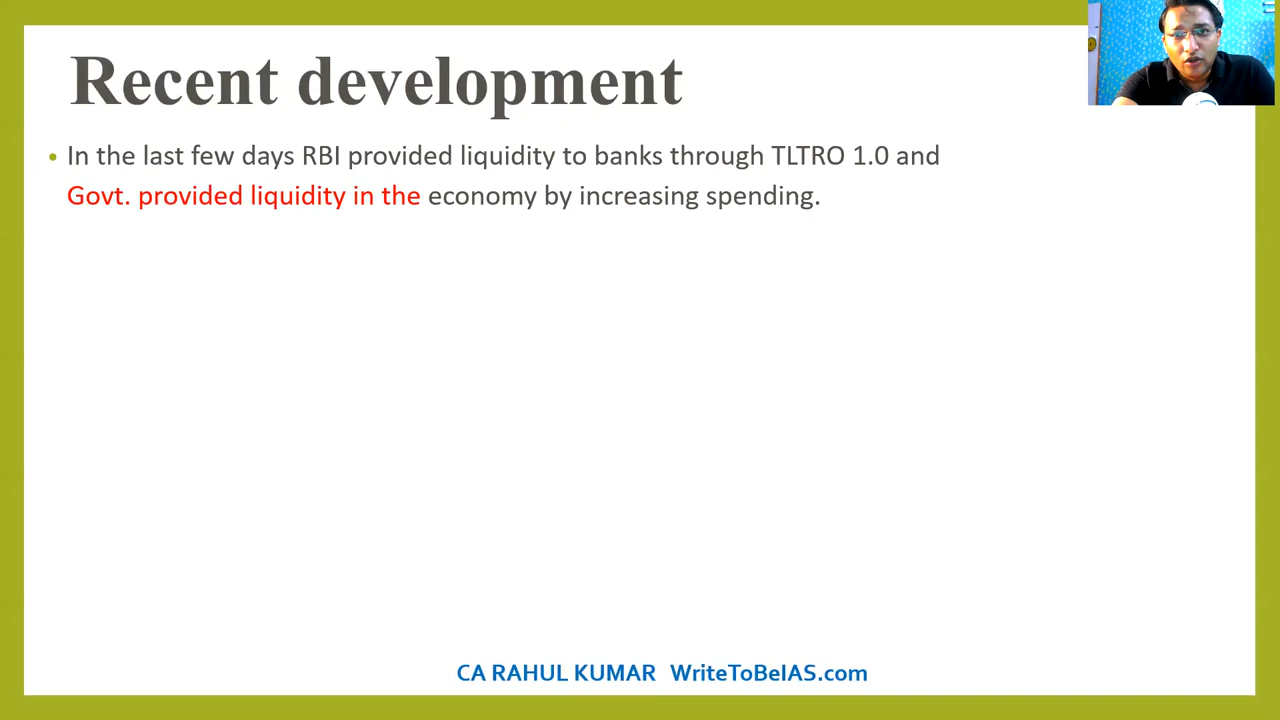 Recent development
• In the last few days RBI provided liquidity to banks through TLTRO 1.0 and
Govt. provided liquidity in the economy by increasing spending.
CA RAHUL KUMAR WriteToBeIAS.com